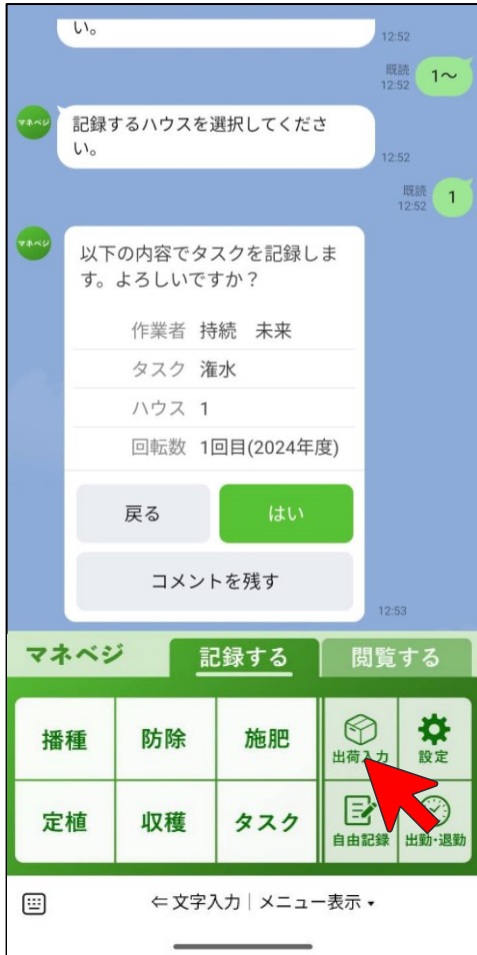 い。
12:52
既読
12:52
1～
マネベジ
記録するハウスを選択してくださ
い。
12:52
既読
12:52
1
マネベジ
以下の内容でタスクを記録しま
す。よろしいですか？
作業者 持続 未来
タスク 潅水
ハウス 1
回転数 1回目(2024年度)
戻る はい
コメントを残す
12:53
マネベジ 記録する 閲覧する
播種 防除 施肥 出荷入力 設定
定植 収穫 タスク 自由記録 出勤・退勤
⇐ 文字入力｜メニュー表示 ▾